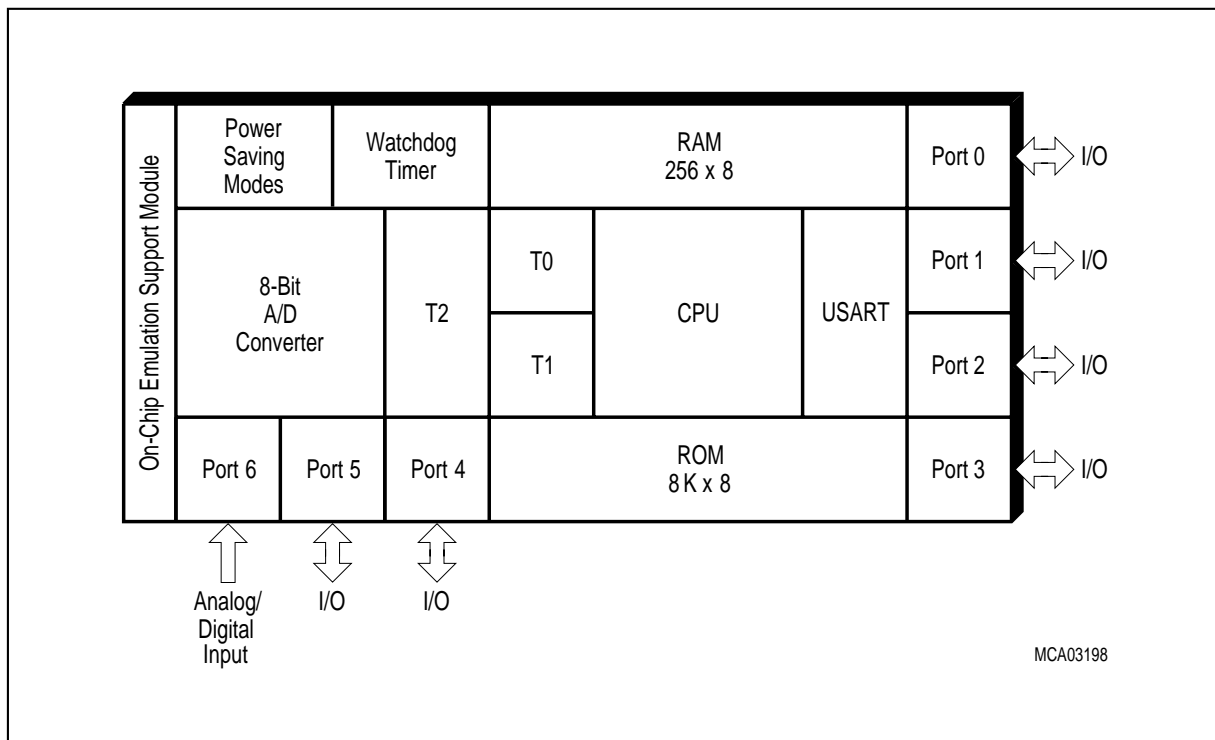 On-Chip Emulation Support Module
Power
Saving
Modes
Watchdog
Timer
RAM
256 x 8
Port 0
I/O
8-Bit
A/D
Converter
T2
T0
T1
CPU
USART
Port 1
I/O
Port 2
I/O
Port 6
Port 5
Port 4
ROM
8K x 8
Port 3
I/O
Analog/
Digital
Input
I/O
I/O
MCA03198